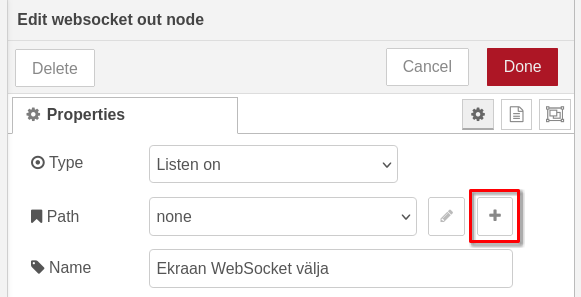 Edit websocket out node
Delete
Cancel
Done
Properties
Type
Listen on
Path
none
Name
Ekraan WebSocket välja